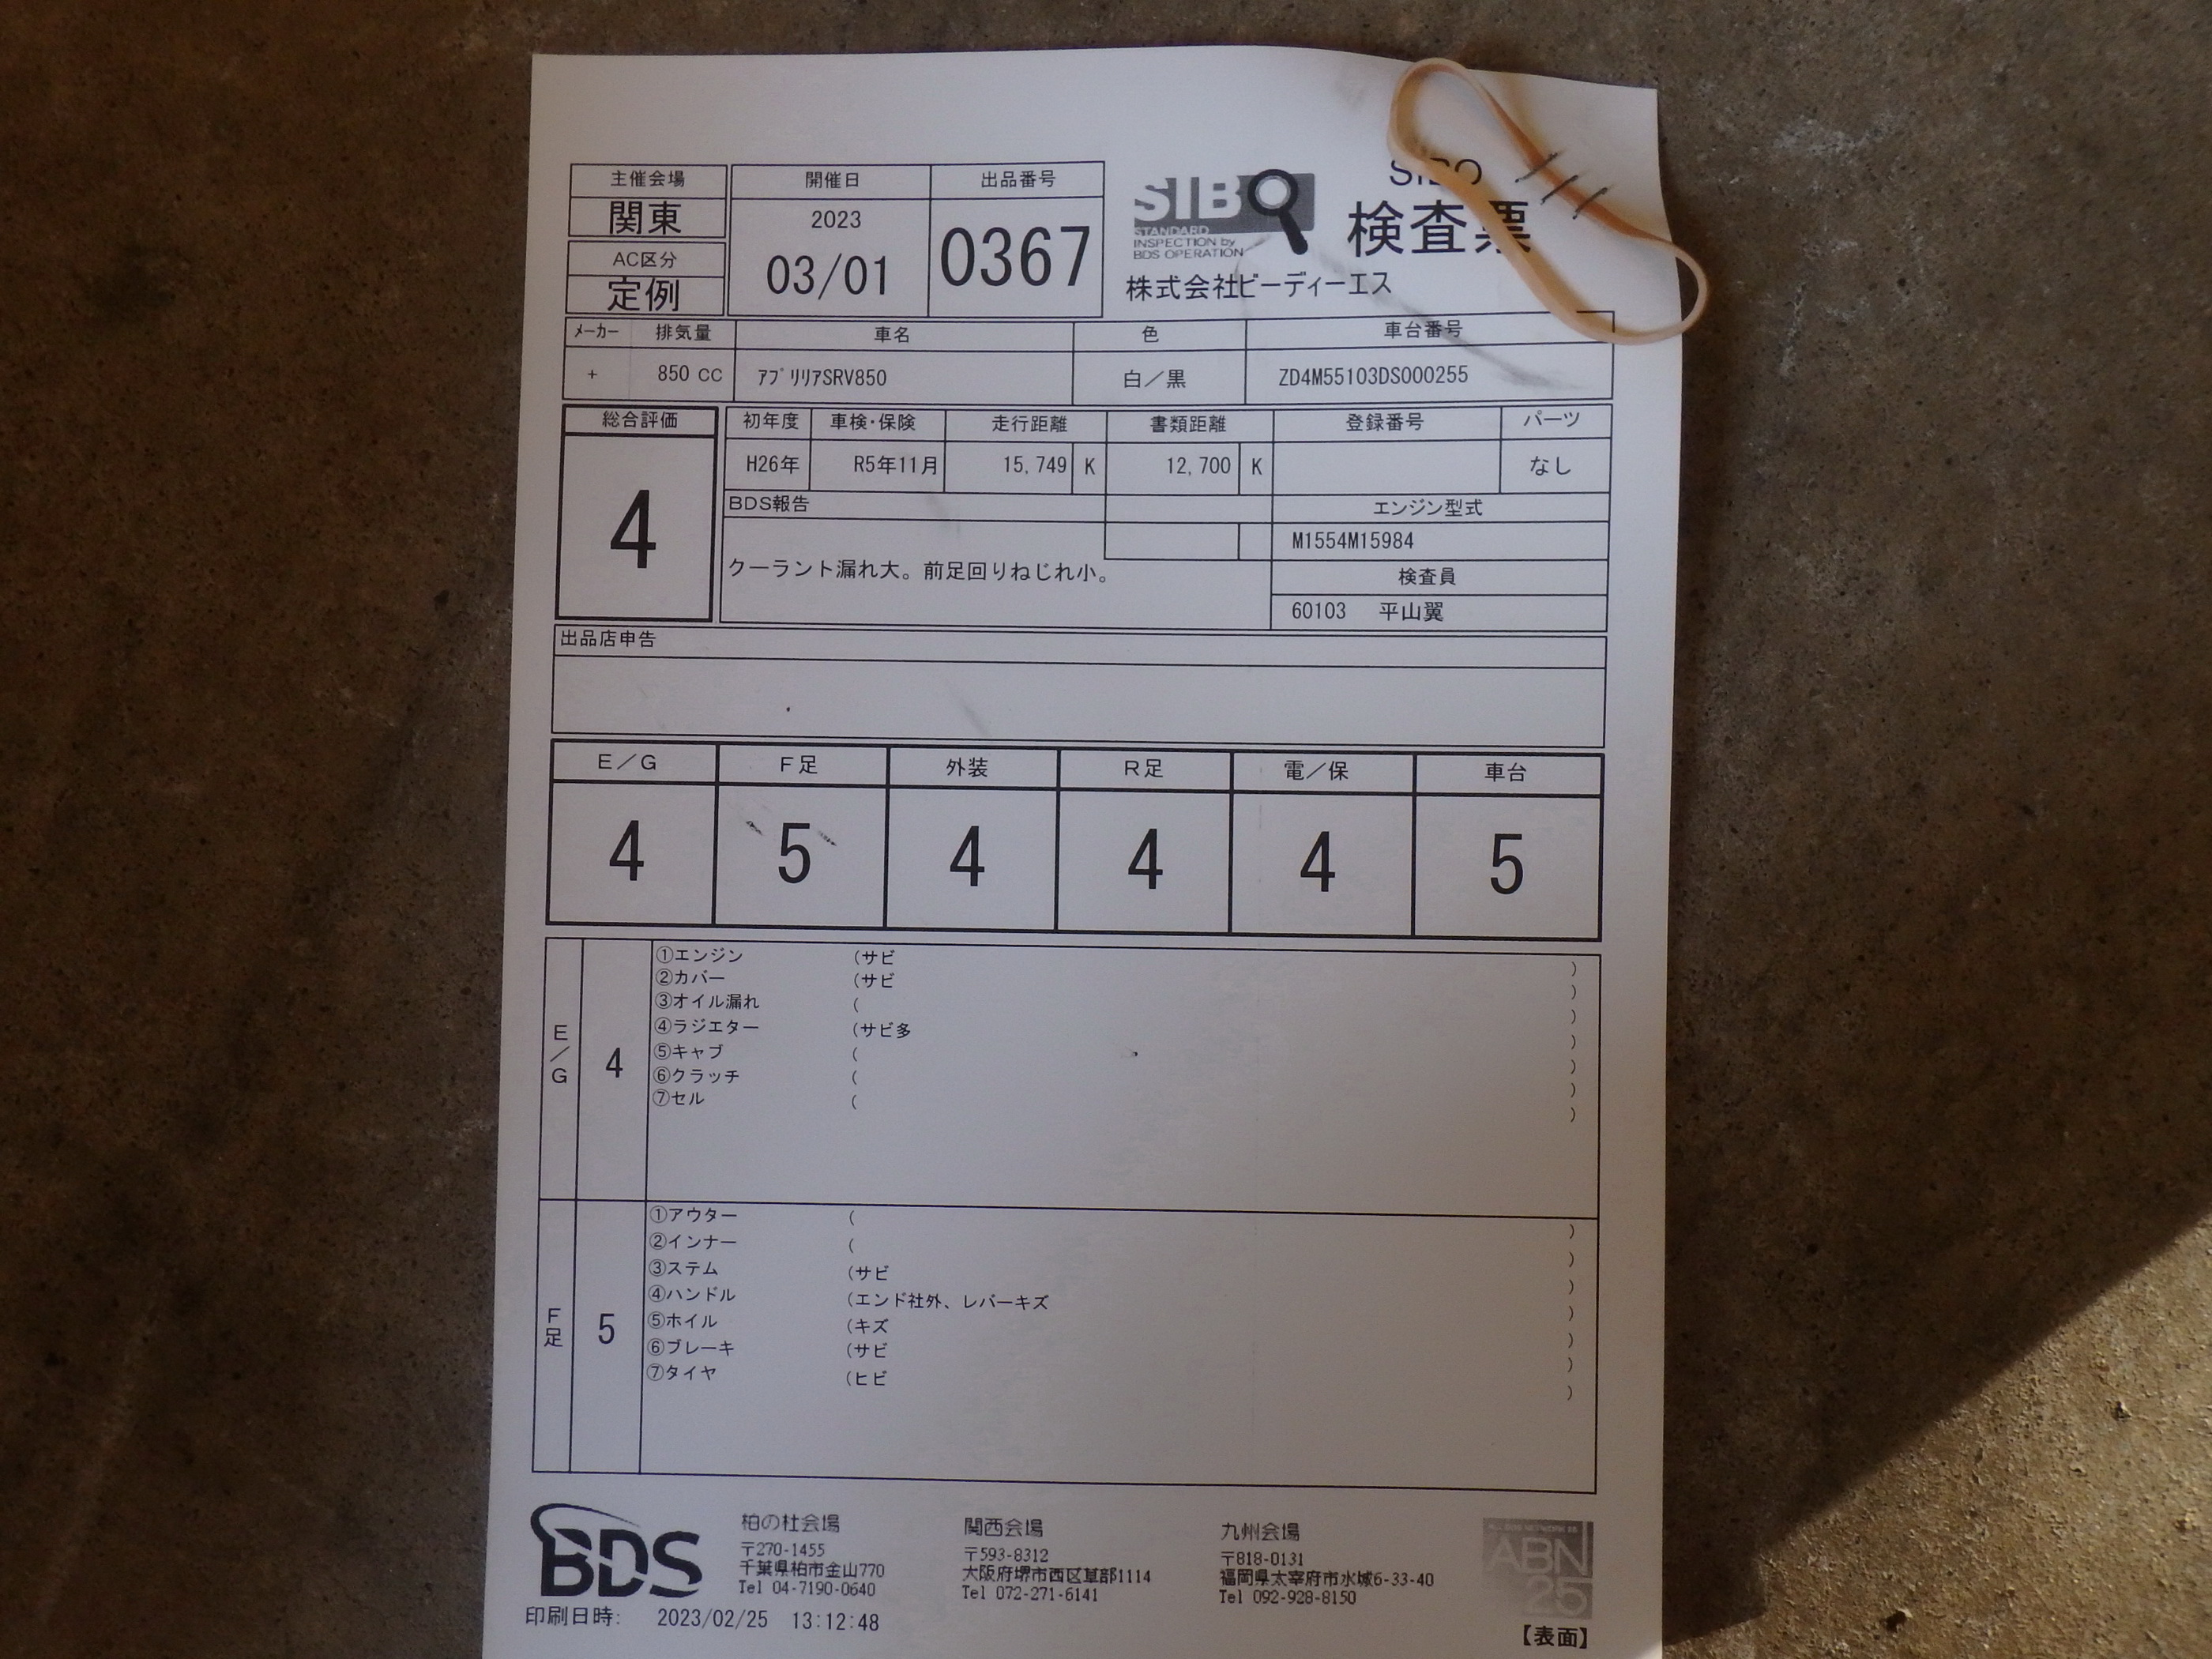 主催会場 開催日 出品番号
関東 2023 03/01 0367
AC区分
定例
SIBO
STANDARD
INSPECTION by
BDS OPERATION
SIBO
検査票
株式会社ビーディーエス
ﾒｰｶｰ 排気量 車名 色 車台番号
+ 850 CC ｱﾌﾟﾘﾘｱSRV850 白／黒 ZD4M55103DS000255
総合評価 初年度 車検・保険 走行距離 書類距離 登録番号 パーツ
4 H26年 R5年11月 15,749 K 12,700 K なし
BDS報告 エンジン型式
M1554M15984
クーラント漏れ大。前足回りねじれ小。
検査員
60103 平山翼
出品店申告
E／G F足 外装 R足 電／保 車台
4 5 4 4 4 5
E／G 4
①エンジン (サビ )
②カバー (サビ )
③オイル漏れ ( )
④ラジエター (サビ多 )
⑤キャブ ( )
⑥クラッチ ( )
⑦セル ( )
F足 5
①アウター ( )
②インナー ( )
③ステム (サビ )
④ハンドル (エンド社外、レバーキズ )
⑤ホイル (キズ )
⑥ブレーキ (サビ )
⑦タイヤ (ヒビ )
BDS
柏の杜会場
〒270-1455
千葉県柏市金山770
Tel 04-7190-0640
関西会場
〒593-8312
大阪府堺市西区草部1114
Tel 072-271-6141
九州会場
〒818-0131
福岡県太宰府市水城6-33-40
Tel 092-928-8150
ABN
25
印刷日時: 2023/02/25 13:12:48
【表面】